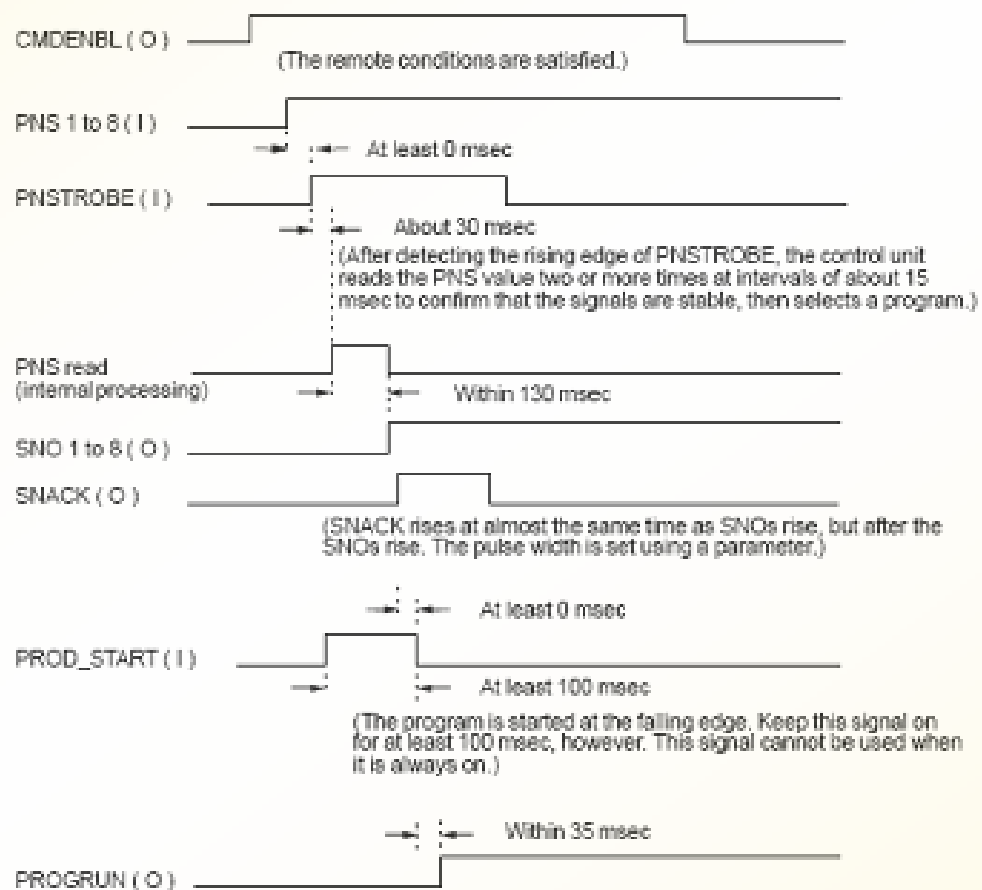 CMDENBL ( O )
(The remote conditions are satisfied.)
PNS 1 to 8 ( I )
At least 0 msec
PNSTROBE ( I )
About 30 msec
(After detecting the rising edge of PNSTROBE, the control unit
reads the PNS value two or more times at intervals of about 15
msec to confirm that the signals are stable, then selects a program.)
PNS read
(internal processing)
Within 130 msec
SNO 1 to 8 ( O )
SNACK ( O )
(SNACK rises at almost the same time as SNOs rise, but after the
SNOs rise. The pulse width is set using a parameter.)
At least 0 msec
PROD_START ( I )
At least 100 msec
(The program is started at the falling edge. Keep this signal on
for at least 100 msec, however. This signal cannot be used when
it is always on.)
Within 35 msec
PROGRUN ( O )